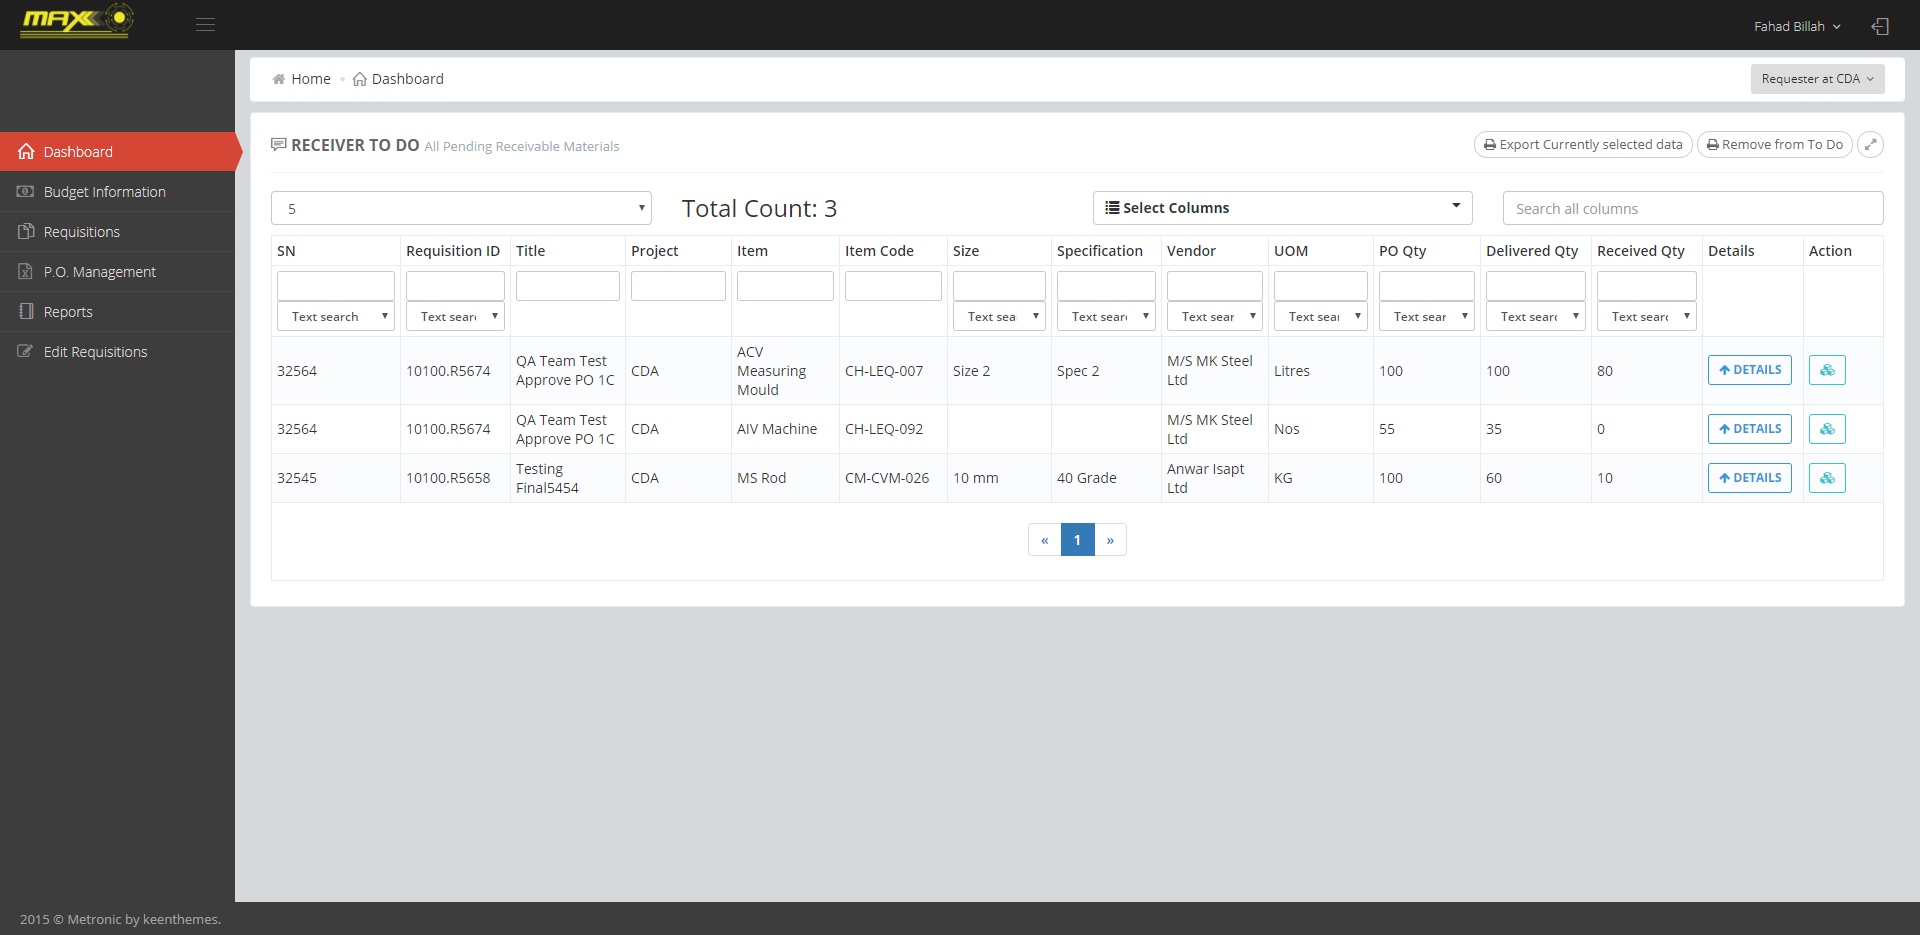 MAX
Fahad Billah
Home Dashboard
Requester at CDA
Dashboard
Budget Information
Requisitions
P.O. Management
Reports
Edit Requisitions
RECEIVER TO DO All Pending Receivable Materials
Export Currently selected data Remove from To Do
5 Total Count: 3 Select Columns Search all columns
SN Requisition ID Title Project Item Item Code Size Specification Vendor UOM PO Qty Delivered Qty Received Qty Details Action
Text search Text sear Text sea Text sear Text sear Text sea Text sear Text sear Text sear
32564 10100.R5674 QA Team Test Approve PO 1C CDA ACV Measuring Mould CH-LEQ-007 Size 2 Spec 2 M/S MK Steel Ltd Litres 100 100 80 DETAILS
32564 10100.R5674 QA Team Test Approve PO 1C CDA AIV Machine CH-LEQ-092 M/S MK Steel Ltd Nos 55 35 0 DETAILS
32545 10100.R5658 Testing Final5454 CDA MS Rod CM-CVM-026 10 mm 40 Grade Anwar Isapt Ltd KG 100 60 10 DETAILS
« 1 »
2015 © Metronic by keenthemes.